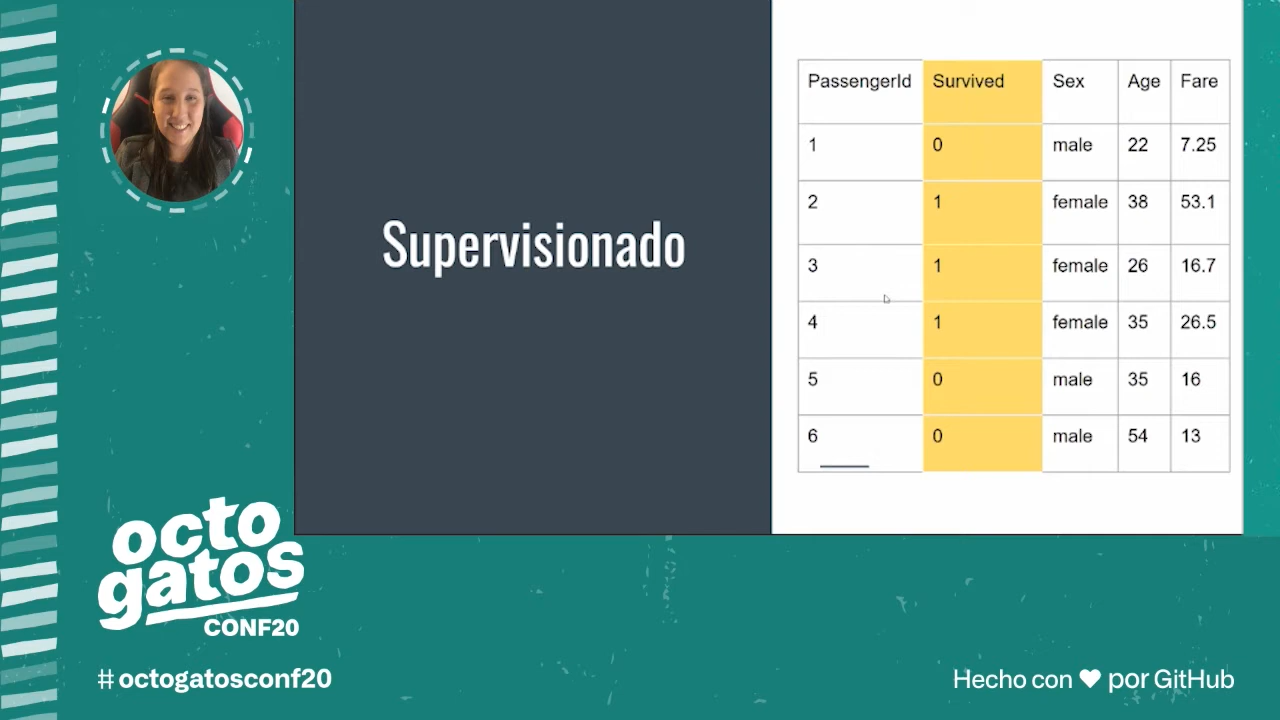 Supervisionado
PassengerId Survived Sex Age Fare
1 0 male 22 7.25
2 1 female 38 53.1
3 1 female 26 16.7
4 1 female 35 26.5
5 0 male 35 16
6 0 male 54 13
octo
gatos
CONF20
#octogatosconf20
Hecho con ♥ por GitHub